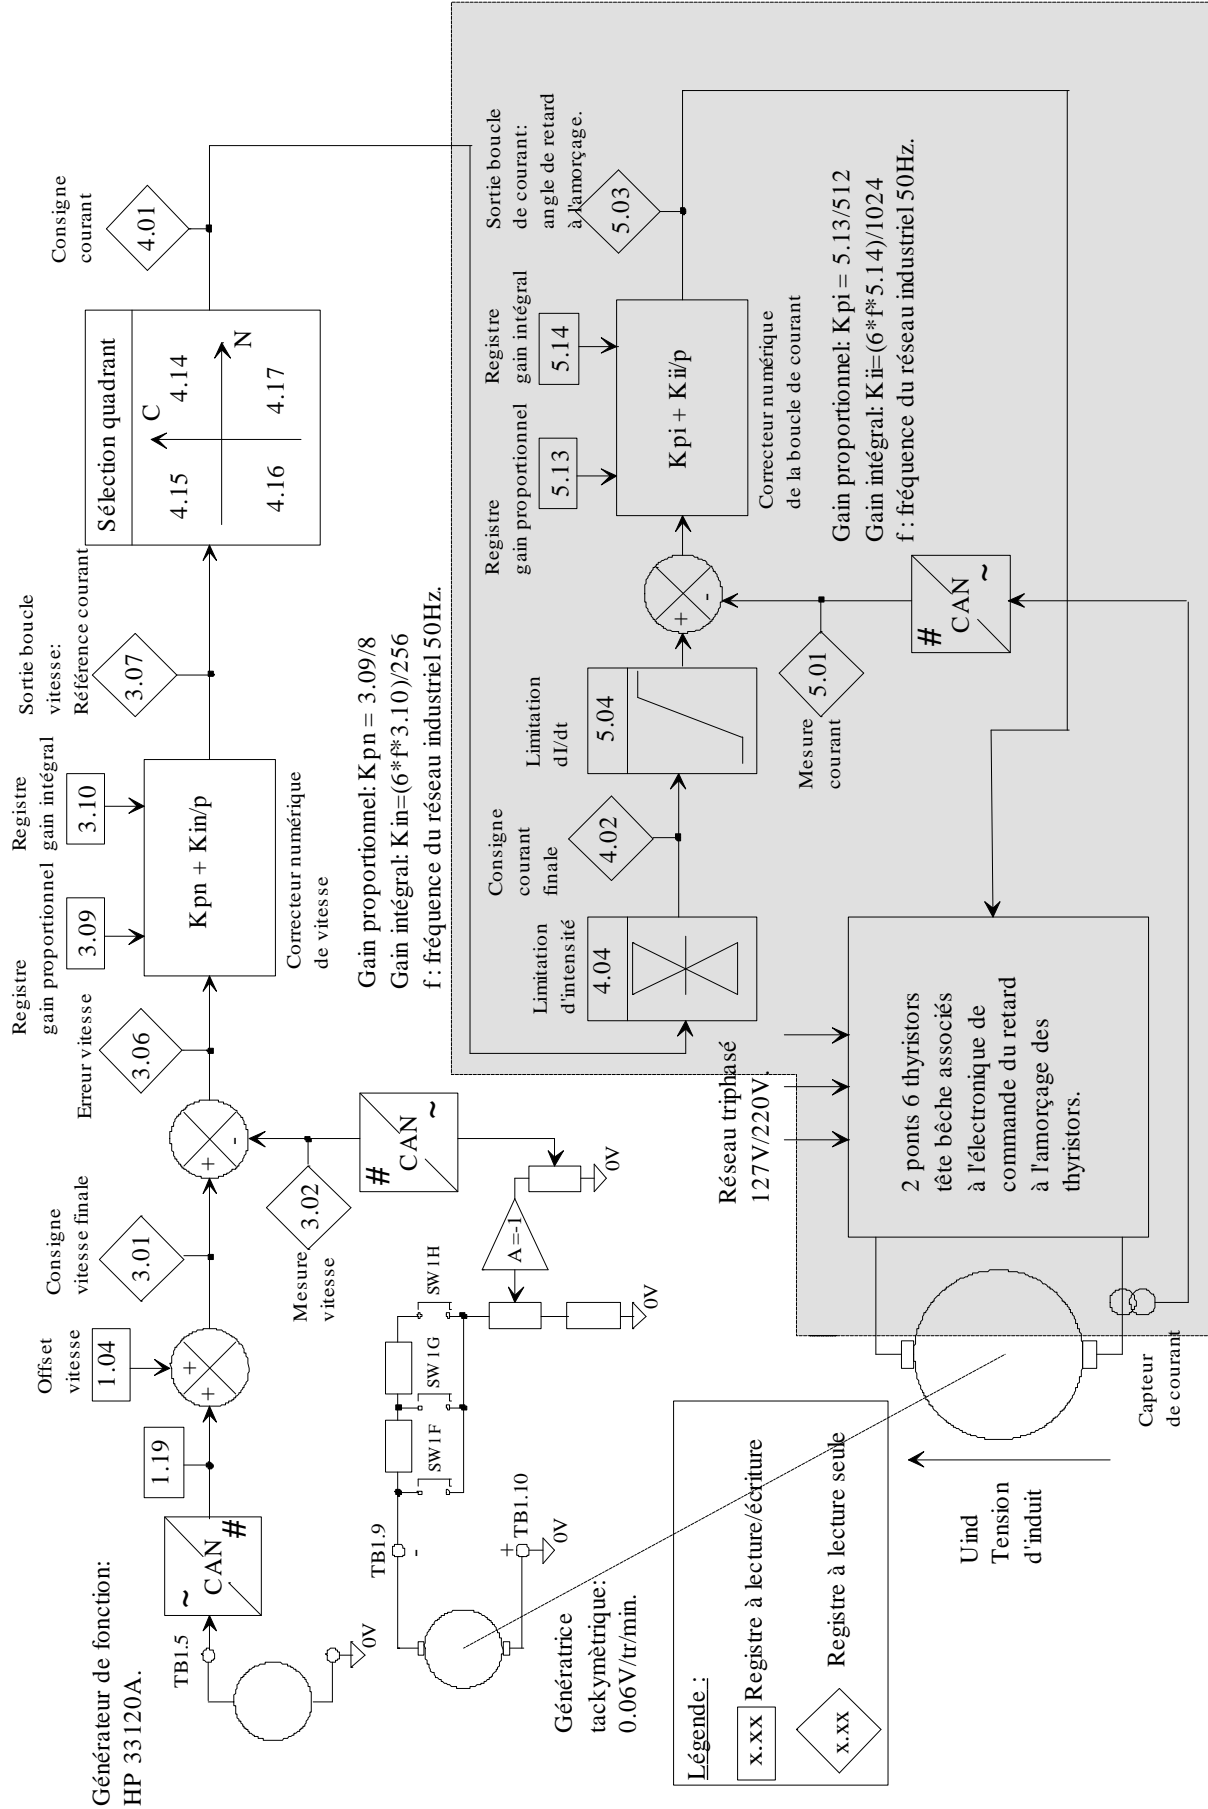 Générateur de fonction:
HP 33120A.
TB1.5
0V
~
CAN
#
1.19
Offset
vitesse
1.04
+
+
Consigne
vitesse finale
3.01
+
-
Erreur vitesse
3.06
Registre
gain proportionnel
3.09
Registre
gain intégral
3.10
Kpn + Kin/p
Correcteur numérique
de vitesse
Sortie boucle
vitesse:
Référence courant
3.07
Sélection quadrant
C
N
4.15
4.14
4.16
4.17
Consigne
courant
4.01
Gain proportionnel: Kpn = 3.09/8
Gain intégral: Kin=(6*f*3.10)/256
f : fréquence du réseau industriel 50Hz.
Mesure
vitesse
3.02
#
CAN
~
0V
A=-1
SW1F
SW1G
SW1H
0V
TB1.9
-
+
TB1.10
0V
Génératrice
tackymètrique:
0.06V/tr/min.
Limitation
d'intensité
4.04
Consigne
courant
finale
4.02
Limitation
dI/dt
5.04
+
-
Registre
gain proportionnel
5.13
Registre
gain intégral
5.14
Kpi + Kii/p
Correcteur numérique
de la boucle de courant
Sortie boucle
de courant:
angle de retard
à l'amorçage.
5.03
Mesure
courant
5.01
#
CAN
~
Gain proportionnel: Kpi = 5.13/512
Gain intégral: Kii=(6*f*5.14)/1024
f : fréquence du réseau industriel 50Hz.
Réseau triphasé
127V/220V.
2 ponts 6 thyristors
tête bêche associés
à l'électronique de
commande du retard
à l'amorçage des
thyristors.
Capteur
de courant
Uind
Tension
d'induit
Légende :
x.xx Registre à lecture/écriture
x.xx Registre à lecture seule